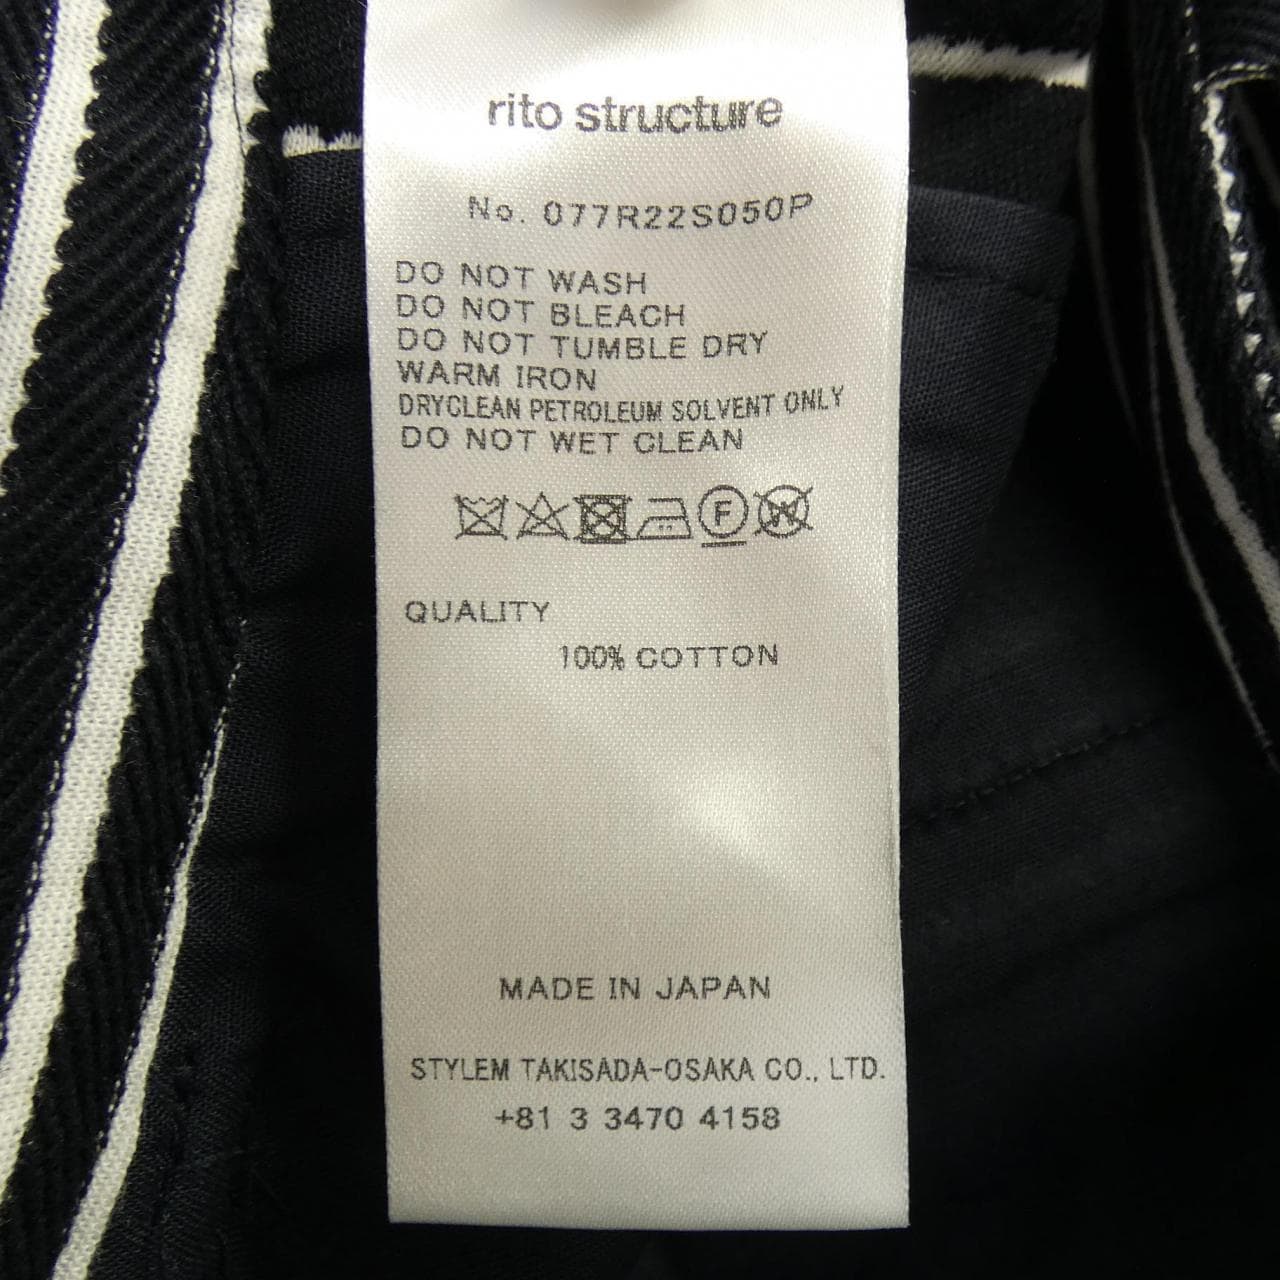 rito structure
No. 077R22S050P
DO NOT WASH
DO NOT BLEACH
DO NOT TUMBLE DRY
WARM IRON
DRYCLEAN PETROLEUM SOLVENT ONLY
DO NOT WET CLEAN
F W
QUALITY
100% COTTON
MADE IN JAPAN
STYLEM TAKISADA-OSAKA CO., LTD.
+81 3 3470 4158